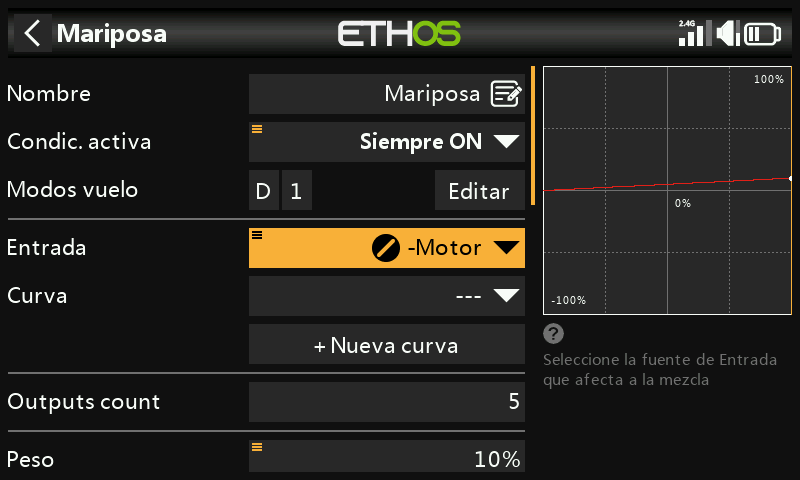 Mariposa
ETHOS
2.4G
Nombre
Mariposa
Condic. activa
Siempre ON
Modos vuelo
D 1
Editar
Entrada
-Motor
Curva
---
+ Nueva curva
Outputs count
5
Peso
10%
100%
0%
-100%
?
Seleccione la fuente de Entrada
que afecta a la mezcla